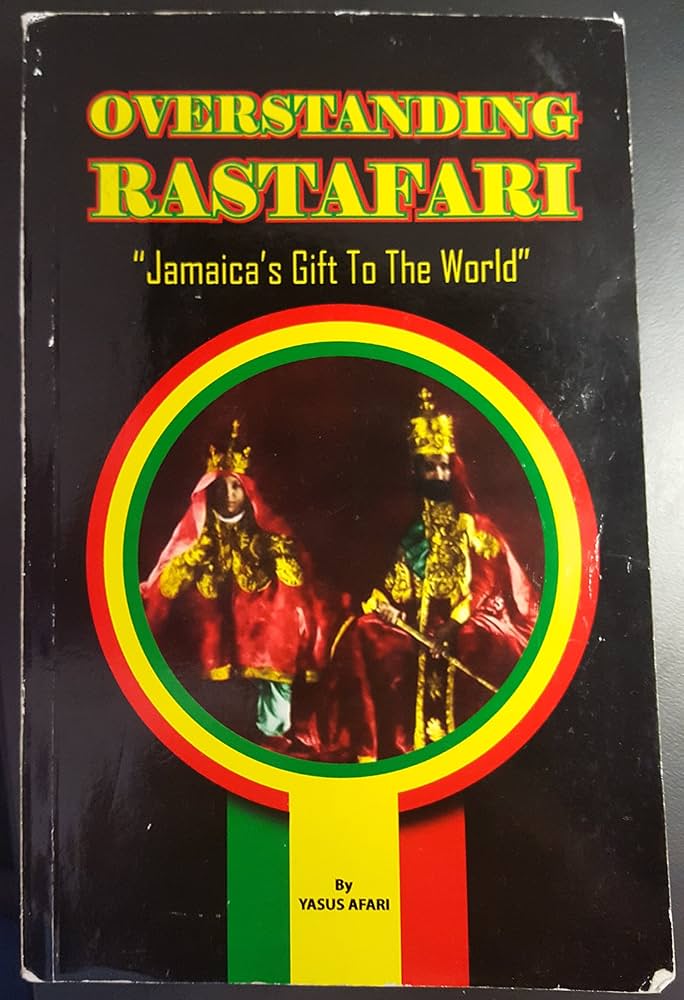 OVERSTANDING
RASTAFARI
"Jamaica's Gift To The World"
By
YASUS AFARI